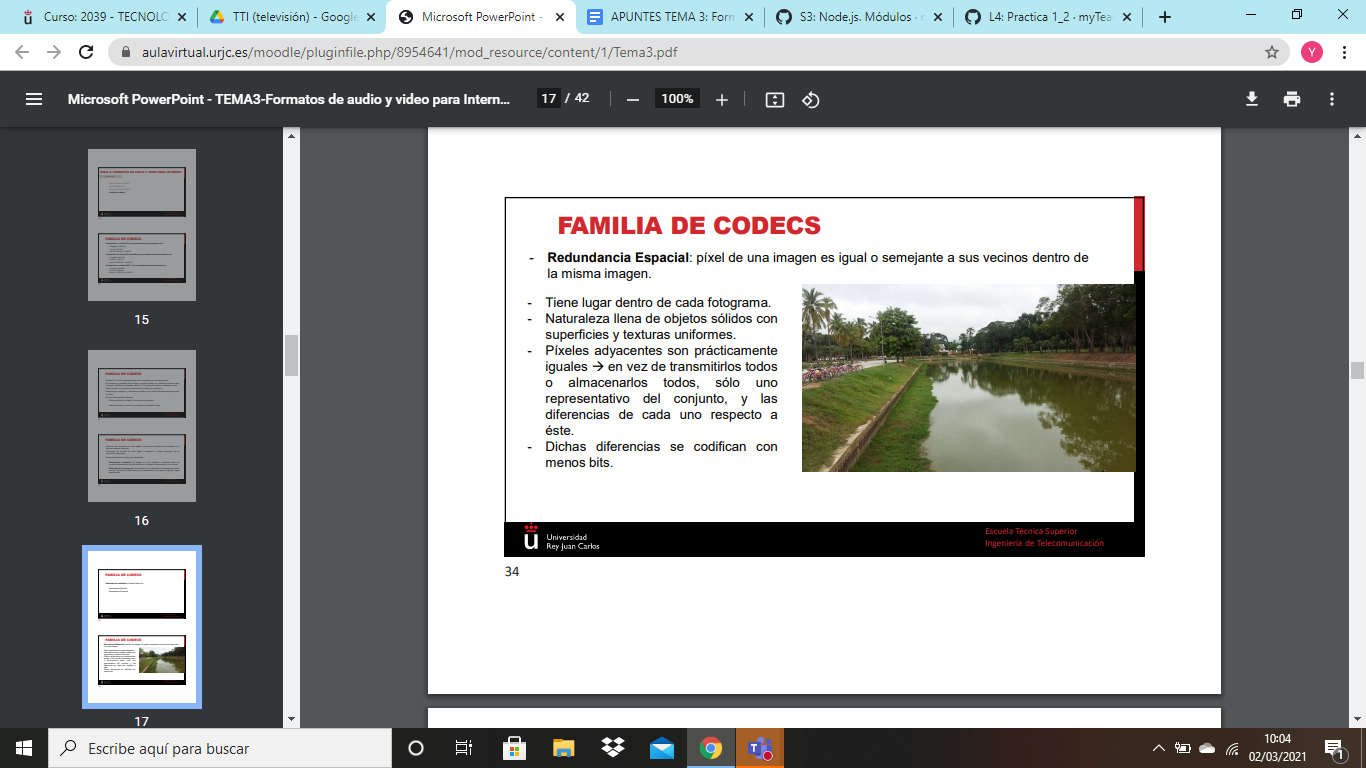 Curso: 2039 - TECNOLO
TTI (televisión) - Google
Microsoft PowerPoint -
APUNTES TEMA 3: Form
S3: Node.js. Módulos ·
L4: Practica 1_2 · myTea
aulavirtual.urjc.es/moodle/pluginfile.php/8954641/mod_resource/content/1/Tema3.pdf
Y
Microsoft PowerPoint - TEMA3-Formatos de audio y video para Intern...
17 / 42
100%
15
16
17
FAMILIA DE CODECS
- Redundancia Espacial: píxel de una imagen es igual o semejante a sus vecinos dentro de
la misma imagen.
- Tiene lugar dentro de cada fotograma.
- Naturaleza llena de objetos sólidos con
superficies y texturas uniformes.
- Píxeles adyacentes son prácticamente
iguales → en vez de transmitirlos todos
o almacenarlos todos, sólo uno
representativo del conjunto, y las
diferencias de cada uno respecto a
éste.
- Dichas diferencias se codifican con
menos bits.
Universidad
Rey Juan Carlos
Escuela Técnica Superior
Ingeniería de Telecomunicación
34
Escribe aquí para buscar
10:04
02/03/2021
1